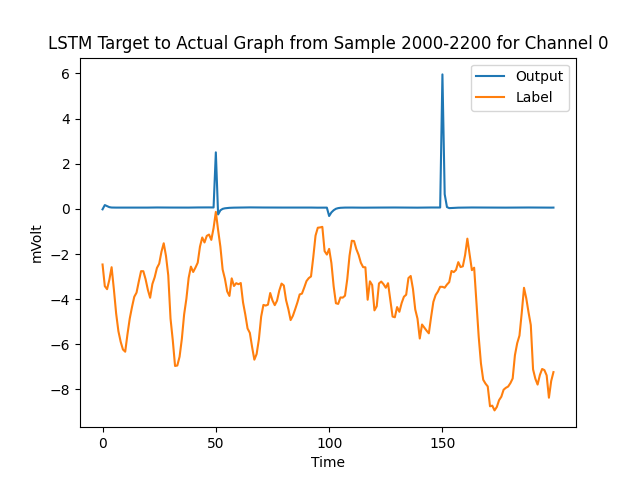 LSTM Target to Actual Graph from Sample 2000-2200 for Channel 0
Output
Label
6
4
2
0
−2
−4
−6
−8
mVolt
0 50 100 150
Time